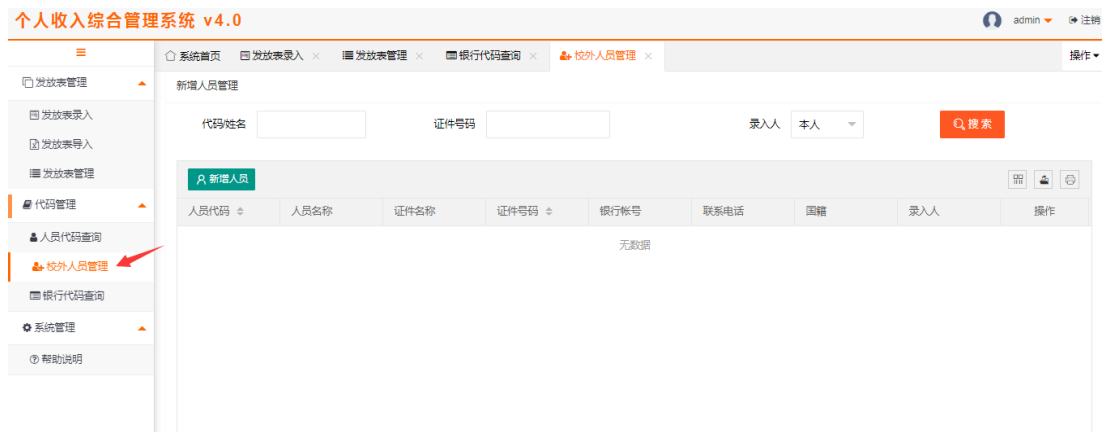 个人收入综合管理系统 v4.0
admin 注销
系统首页 发放表录入 发放表管理 银行代码查询 校外人员管理 操作
发放表管理
新增人员管理
发放表录入
代码/姓名 证件号码 录入人 本人 搜索
发放表导入
发放表管理
新增人员
代码管理
人员代码 人员名称 证件名称 证件号码 银行帐号 联系电话 国籍 录入人 操作
人员代码查询
无数据
校外人员管理
银行代码查询
系统管理
帮助说明